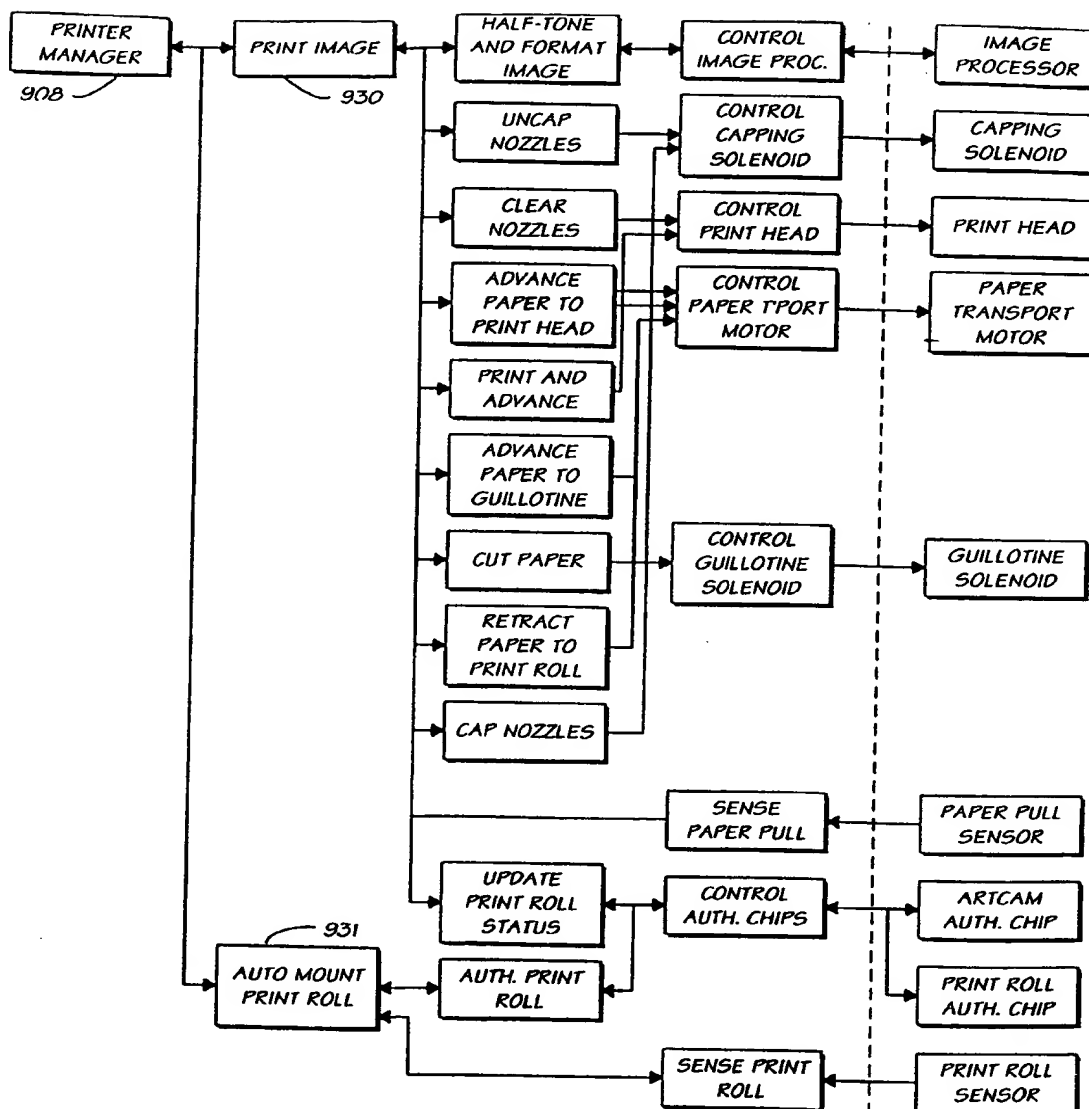 PRINTER
MANAGER
908
PRINT IMAGE
930
HALF-TONE
AND FORMAT
IMAGE
CONTROL
IMAGE PROC.
IMAGE
PROCESSOR
UNCAP
NOZZLES
CONTROL
CAPPING
SOLENOID
CAPPING
SOLENOID
CLEAR
NOZZLES
CONTROL
PRINT HEAD
PRINT HEAD
ADVANCE
PAPER TO
PRINT HEAD
CONTROL
PAPER T'PORT
MOTOR
PAPER
TRANSPORT
MOTOR
PRINT AND
ADVANCE
ADVANCE
PAPER TO
GUILLOTINE
CUT PAPER
CONTROL
GUILLOTINE
SOLENOID
GUILLOTINE
SOLENOID
RETRACT
PAPER TO
PRINT ROLL
CAP NOZZLES
SENSE
PAPER PULL
PAPER PULL
SENSOR
UPDATE
PRINT ROLL
STATUS
CONTROL
AUTH. CHIPS
ARTCAM
AUTH. CHIP
931
AUTO MOUNT
PRINT ROLL
AUTH. PRINT
ROLL
PRINT ROLL
AUTH. CHIP
SENSE PRINT
ROLL
PRINT ROLL
SENSOR